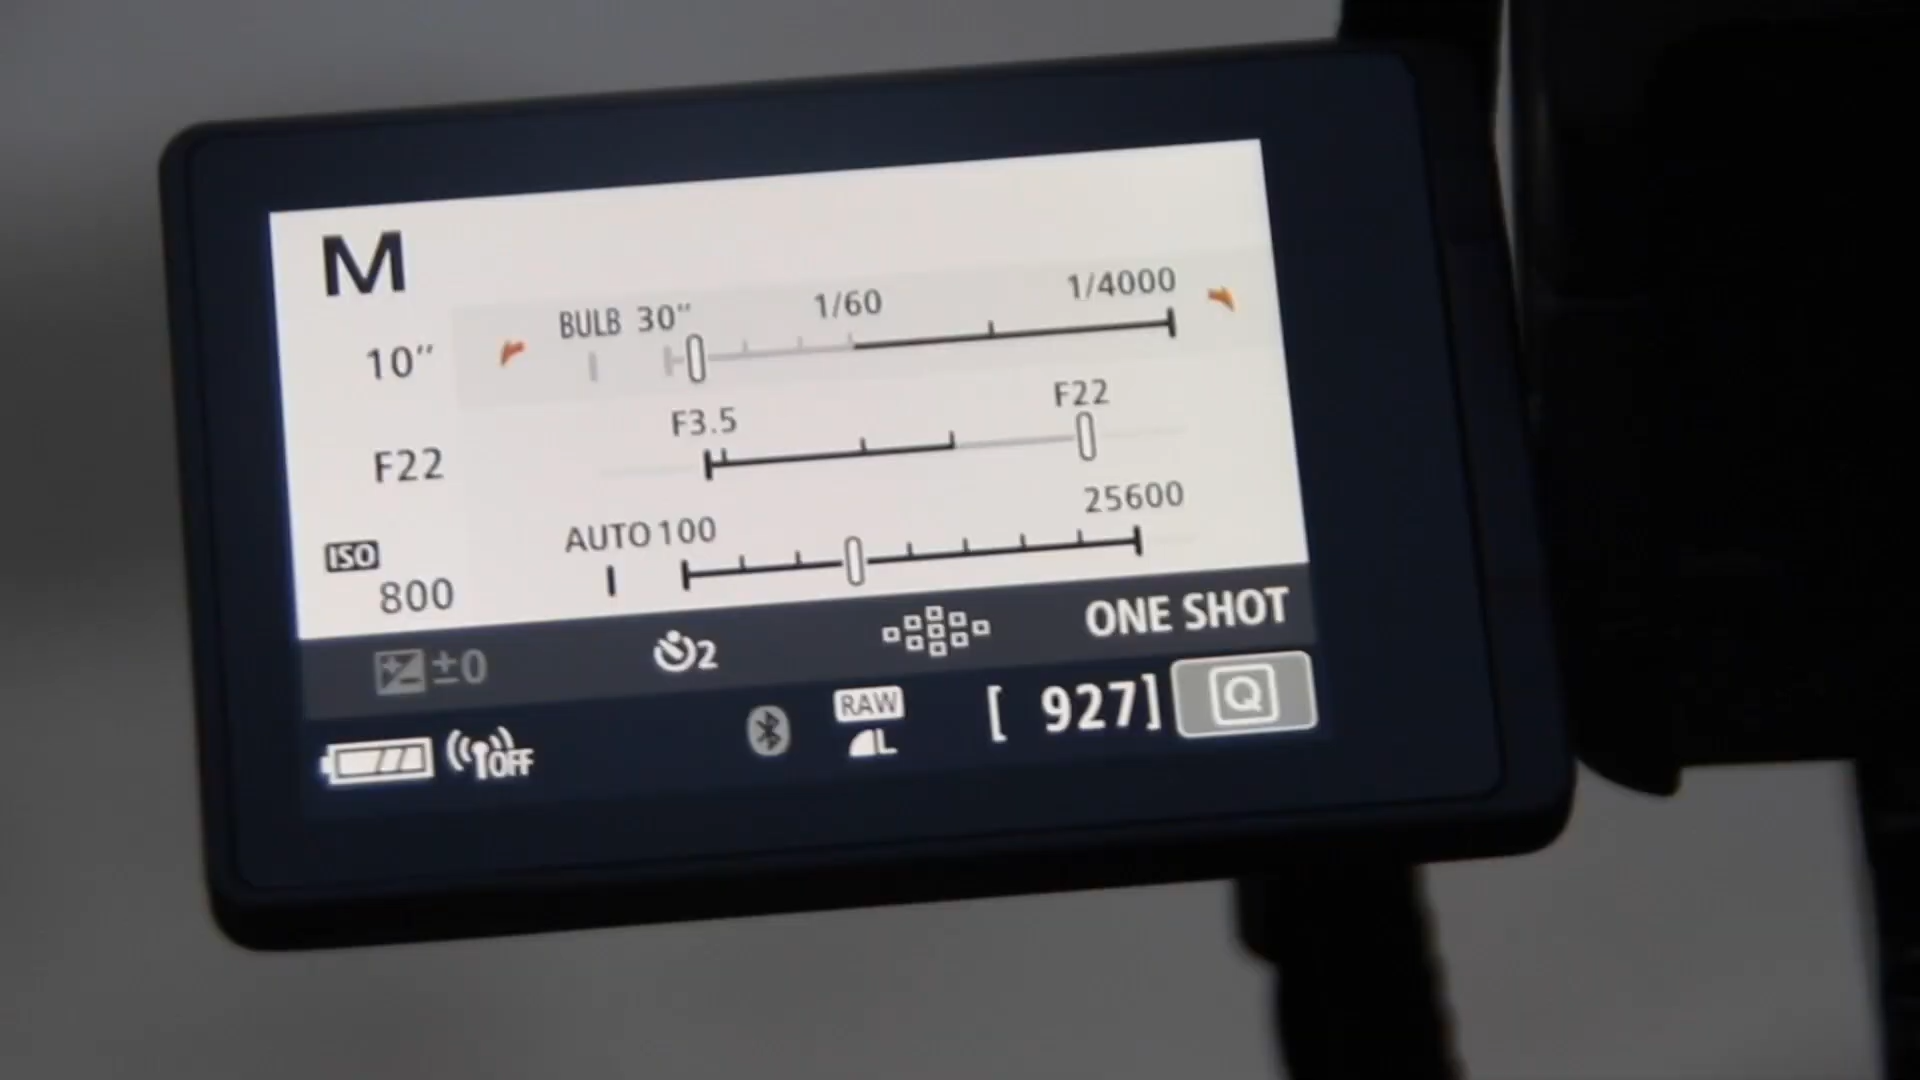 M
BULB 30" 1/60 1/4000
10"
F3.5 F22
F22
AUTO 100 25600
ISO
800
±0 2 ONE SHOT
RAW
OFF L [ 927] Q